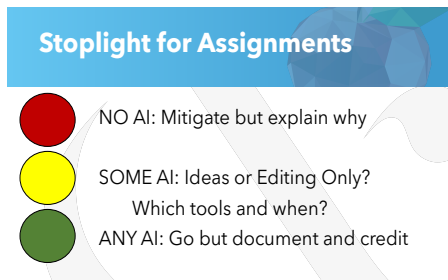 Stoplight for Assignments
NO AI: Mitigate but explain why
SOME AI: Ideas or Editing Only?
Which tools and when?
ANY AI: Go but document and credit